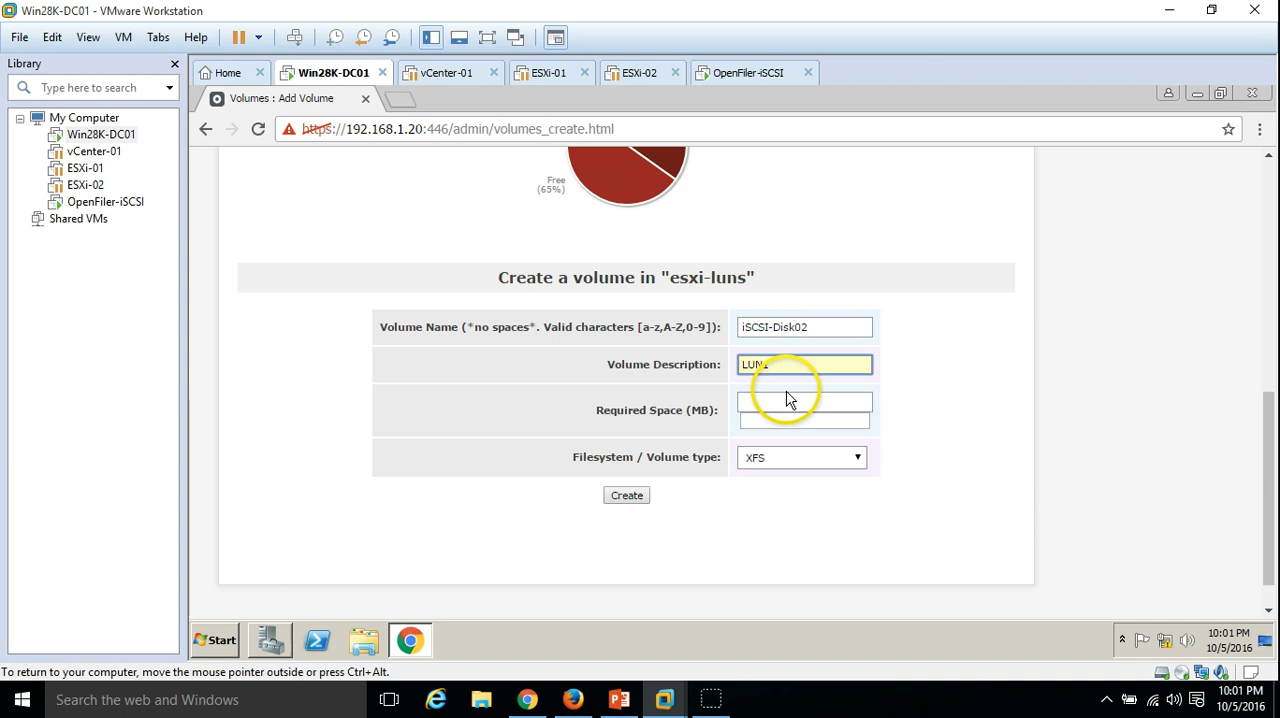 Win28K-DC01 - VMware Workstation
File Edit View VM Tabs Help
Library
Type here to search
My Computer
Win28K-DC01
vCenter-01
ESXi-01
ESXi-02
OpenFiler-iSCSI
Shared VMs
Home Win28K-DC01 vCenter-01 ESXi-01 ESXi-02 OpenFiler-iSCSI
Volumes : Add Volume
https://192.168.1.20:446/admin/volumes_create.html
Free
(65%)
Create a volume in "esxi-luns"
Volume Name (*no spaces*. Valid characters [a-z,A-Z,0-9]): iSCSI-Disk02
Volume Description: LUN1
Required Space (MB):
Filesystem / Volume type: XFS
Create
Start
10:01 PM
10/5/2016
To return to your computer, move the mouse pointer outside or press Ctrl+Alt.
Search the web and Windows
10:01 PM
10/5/2016